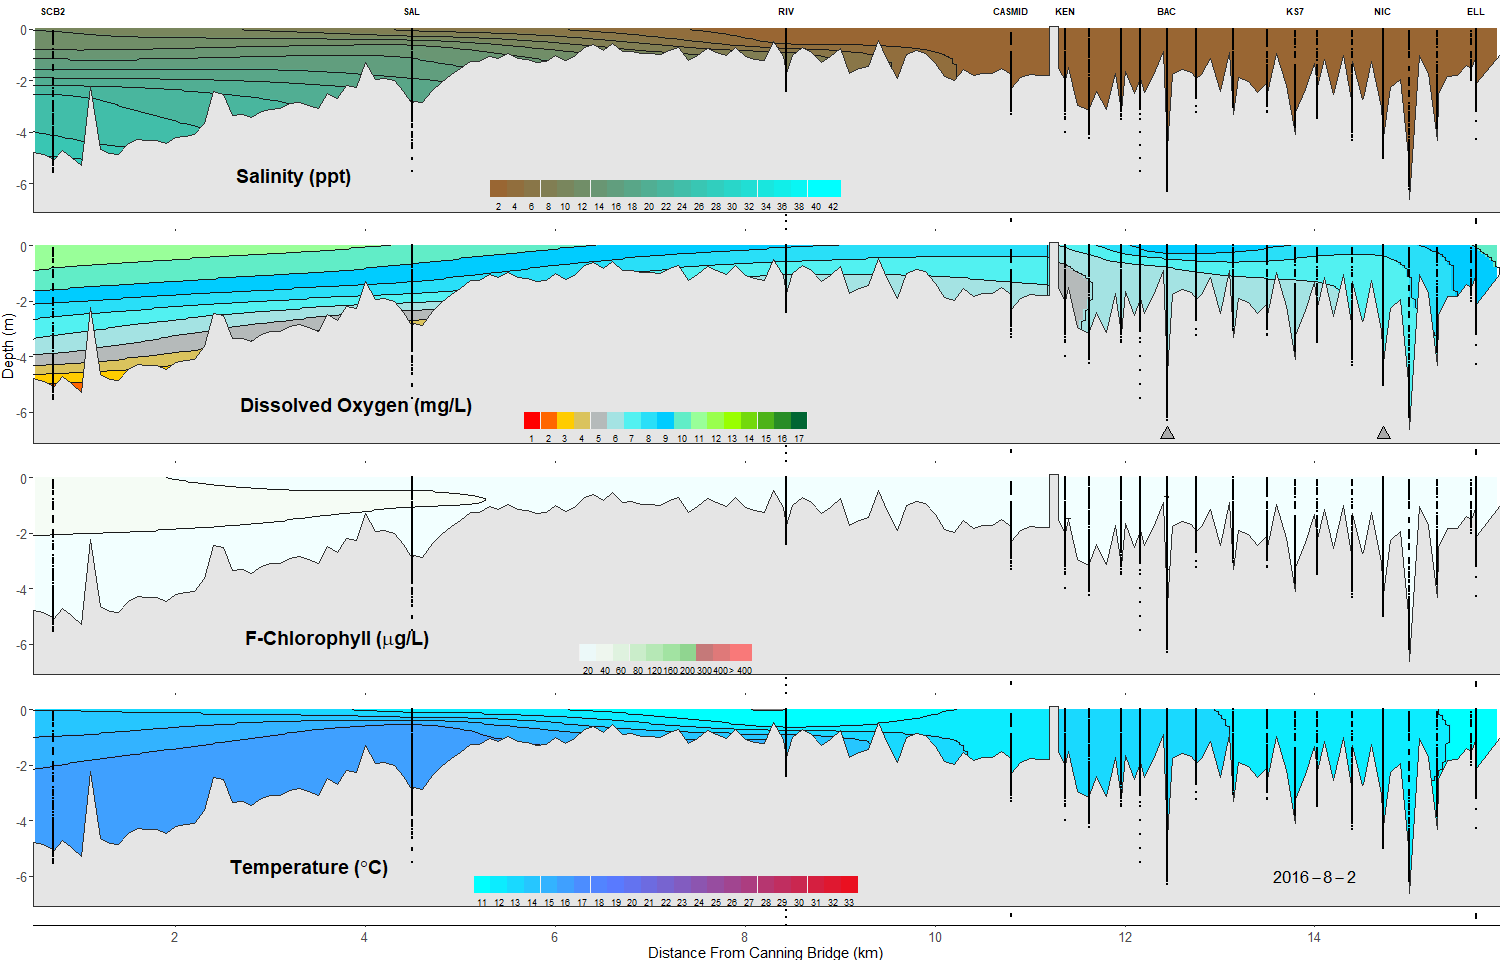 SCB2 SAL RIV CASMID KEN BAC KS7 NIC ELL
0
-2
-4
-6
Salinity (ppt)
2 4 6 8 10 12 14 16 18 20 22 24 26 28 30 32 34 36 38 40 42
0
-2
-4
-6
Dissolved Oxygen (mg/L)
1 2 3 4 5 6 7 8 9 10 11 12 13 14 15 16 17
Depth (m)
0
-2
-4
-6
F-Chlorophyll (μg/L)
20 40 60 80 120 160 200 300 400 > 400
0
-2
-4
-6
Temperature (°C)
11 12 13 14 15 16 17 18 19 20 21 22 23 24 25 26 27 28 29 30 31 32 33
2016-8-2
2 4 6 8 10 12 14
Distance From Canning Bridge (km)